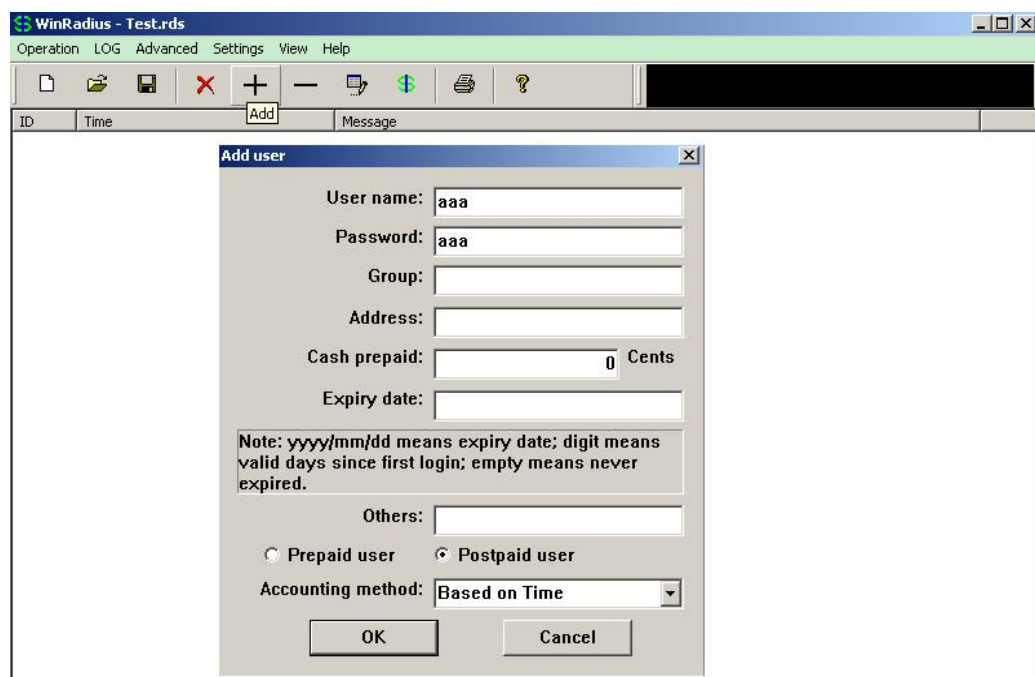 WinRadius - Test.rds
Operation LOG Advanced Settings View Help
Add
ID Time Message
Add user
User name: aaa
Password: aaa
Group:
Address:
Cash prepaid: 0 Cents
Expiry date:
Note: yyyy/mm/dd means expiry date; digit means
valid days since first login; empty means never
expired.
Others:
Prepaid user Postpaid user
Accounting method: Based on Time
OK Cancel